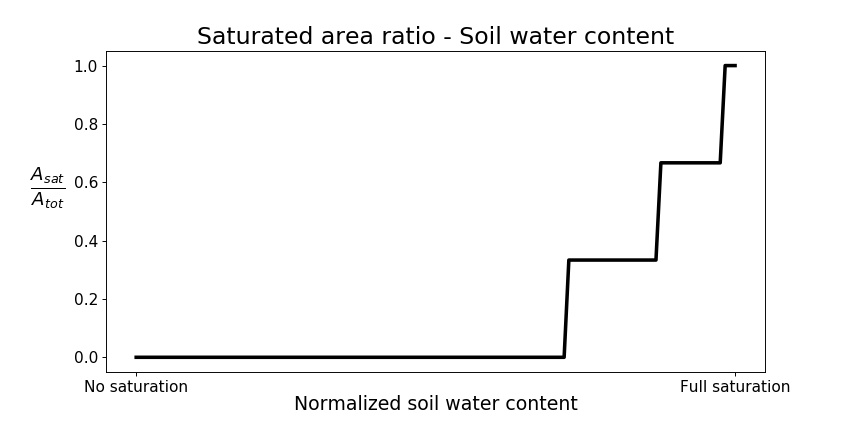 Saturated area ratio - Soil water content
1.0
0.8
A_sat
A_tot
0.6
0.4
0.2
0.0
No saturation
Full saturation
Normalized soil water content